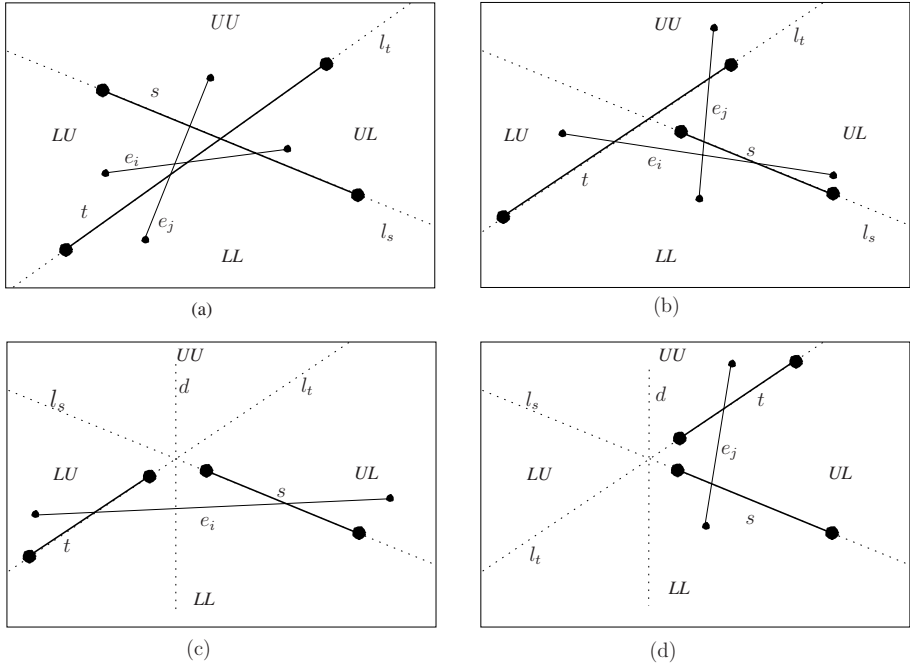 UU
l_t
s
LU
UL
e_i
t
e_j
l_s
LL
(a)
UU
l_t
e_j
LU
UL
s
e_i
t
l_s
LL
(b)
UU
d
l_t
l_s
LU
UL
s
e_i
t
LL
(c)
UU
d
t
l_s
e_j
LU
UL
s
l_t
LL
(d)